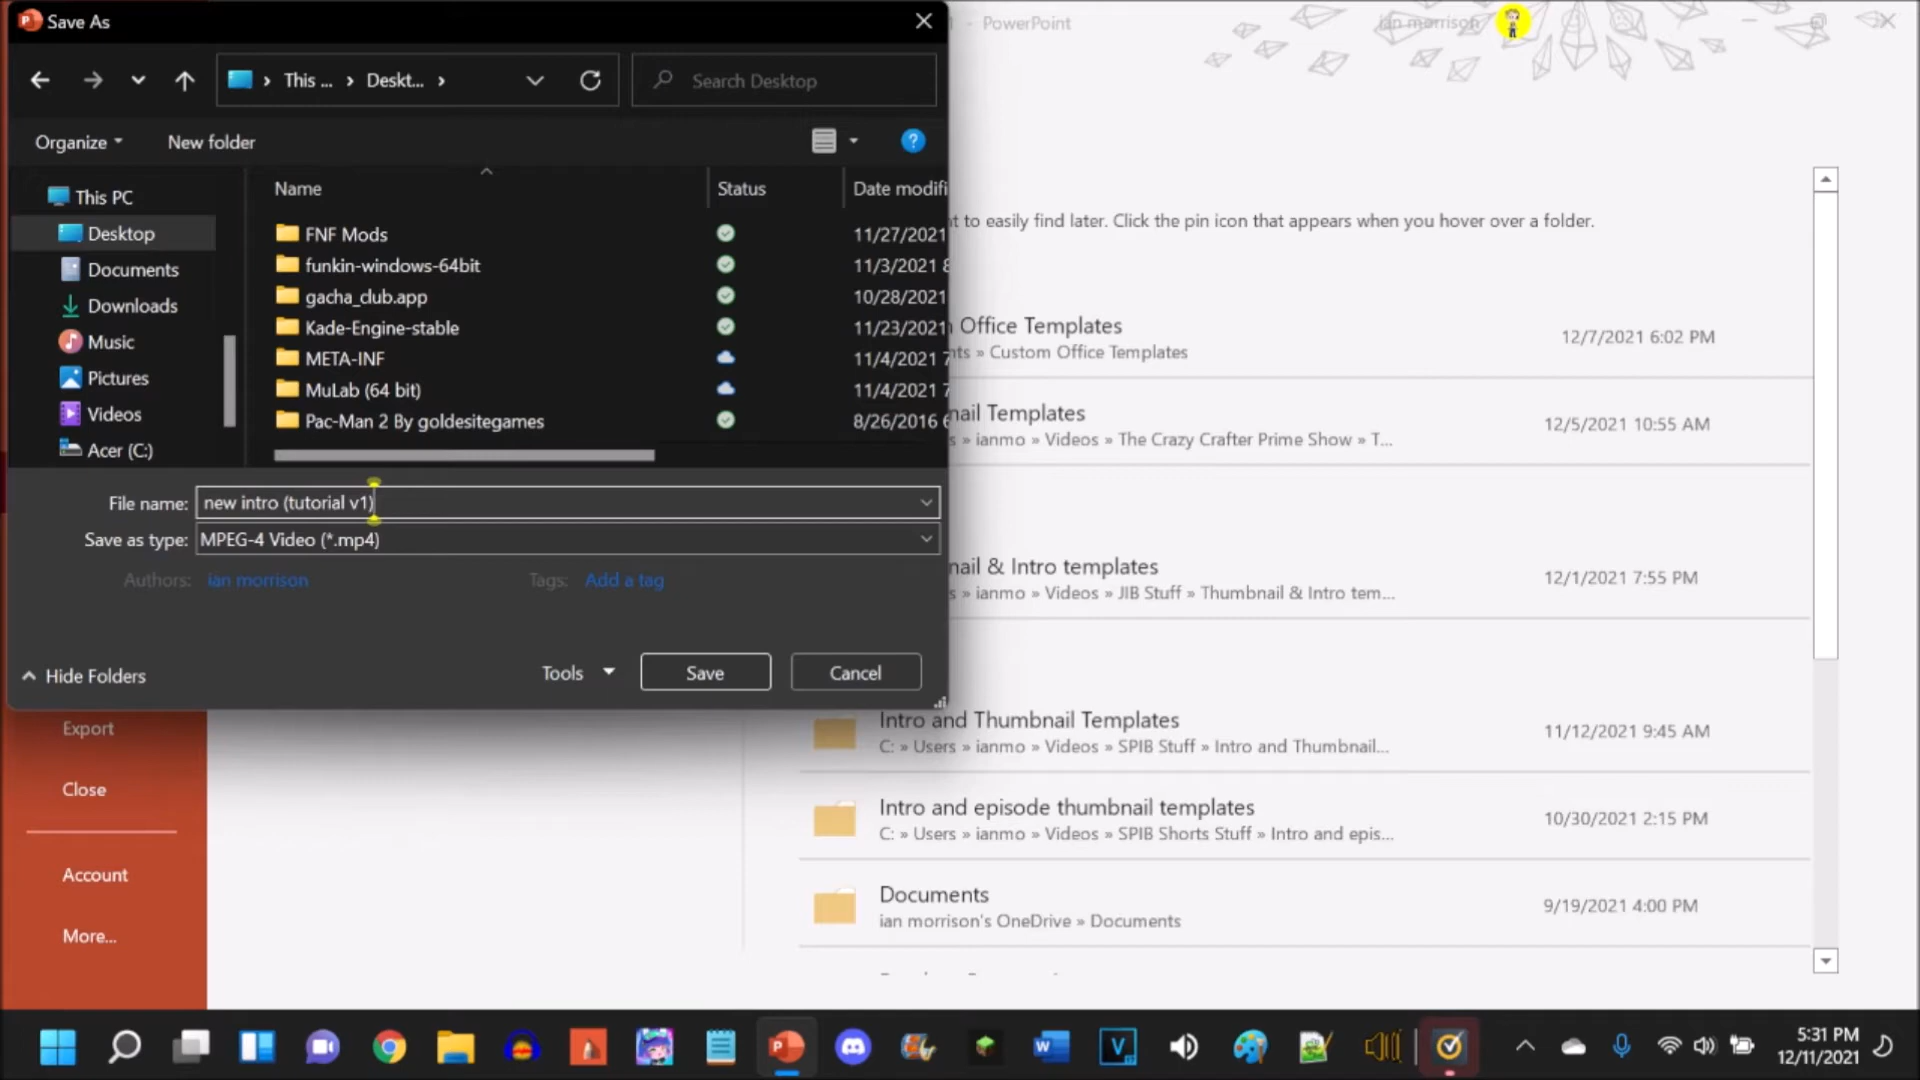 Save As
PowerPoint
ian morrison
This ... Deskt...
Search Desktop
Organize
New folder
Name
Status
Date modifi
This PC
Desktop
Documents
Downloads
Music
Pictures
Videos
Acer (C:)
FNF Mods 11/27/2021
funkin-windows-64bit 11/3/2021 8
gacha_club.app 10/28/2021
Kade-Engine-stable 11/23/2021
META-INF 11/4/2021 7
MuLab (64 bit) 11/4/2021 7
Pac-Man 2 By goldesitegames 8/26/2016 6
File name: new intro (tutorial v1)
Save as type: MPEG-4 Video (*.mp4)
Authors: ian morrison
Tags: Add a tag
Hide Folders
Tools
Save
Cancel
t to easily find later. Click the pin icon that appears when you hover over a folder.
Office Templates
nts » Custom Office Templates
12/7/2021 6:02 PM
nail Templates
s » ianmo » Videos » The Crazy Crafter Prime Show » T...
12/5/2021 10:55 AM
nail & Intro templates
s » ianmo » Videos » JIB Stuff » Thumbnail & Intro tem...
12/1/2021 7:55 PM
Intro and Thumbnail Templates
C: » Users » ianmo » Videos » SPIB Stuff » Intro and Thumbnail...
11/12/2021 9:45 AM
Intro and episode thumbnail templates
C: » Users » ianmo » Videos » SPIB Shorts Stuff » Intro and epis...
10/30/2021 2:15 PM
Documents
ian morrison's OneDrive » Documents
9/19/2021 4:00 PM
Export
Close
Account
More...
5:31 PM
12/11/2021